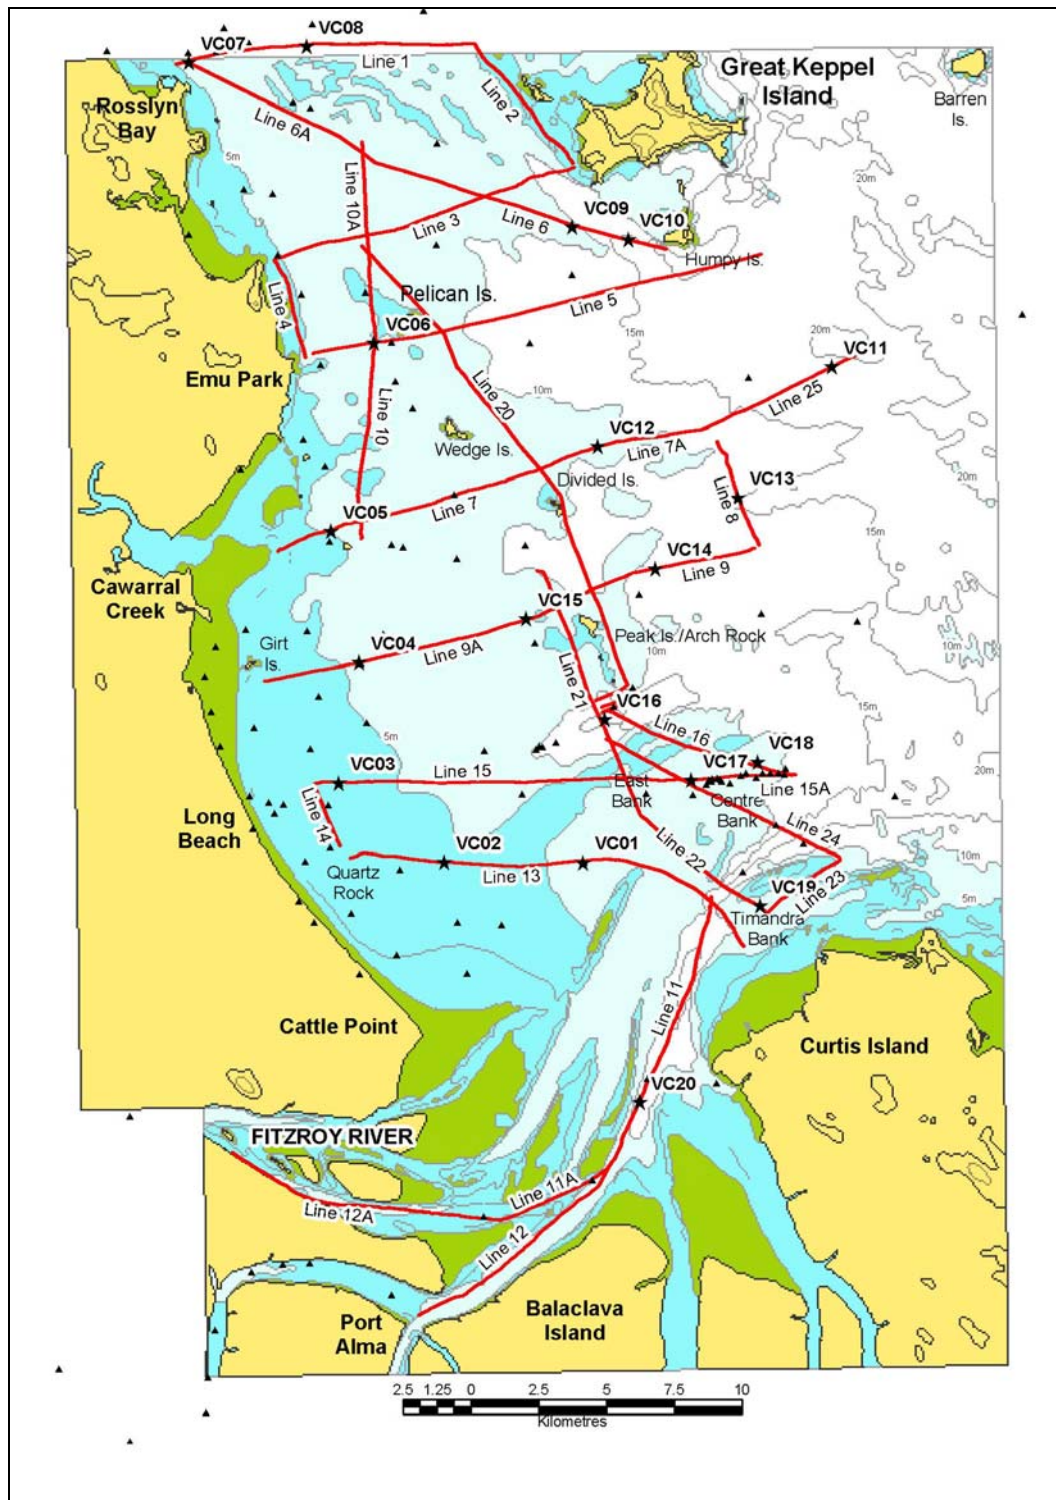 VC08
VC07
Line 1
Great Keppel
Island
Line 2
Rosslyn
Bay
Barren
Is.
Line 6A
5m
Line 10A
20m
20m
VC09
VC10
Line 3
Line 6
Humpy Is.
Line 4
Pelican Is.
Line 5
VC06
15m
20m
VC11
Emu Park
10m
Line 20
Line 25
Line 10
VC12
Wedge Is.
Line 7A
Divided Is.
20m
VC13
Line 8
VC05
Line 7
15m
VC14
Line 9
Cawarral
Creek
VC15
Peak Is./Arch Rock
Girt
Is.
VC04
Line 9A
10m
10m
Line 21
VC16
15m
5m
Line 16
VC18
VC03
Line 15
VC17
20m
East
Bank
Line 15A
Centre
Bank
Line 14
Long
Beach
Line 24
VC02
VC01
Line 22
10m
Quartz
Rock
Line 13
VC19
Line 23
5m
Timandra
Bank
Line 11
Cattle Point
Curtis Island
VC20
FITZROY RIVER
Line 11A
Line 12A
Line 12
Port
Alma
Balaclava
Island
2.5 1.25 0 2.5 5 7.5 10
Kilometres